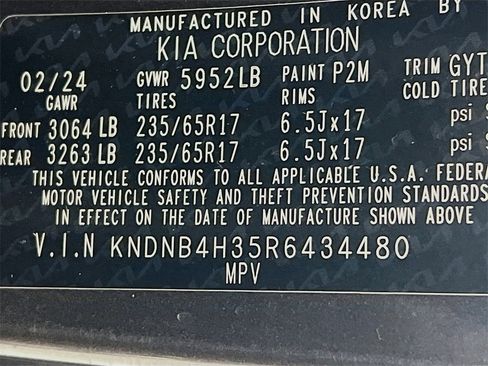 MANUFACTURED IN KOREA BY
KIA CORPORATION
02/24 GVWR 5952LB PAINT P2M TRIM GYT
GAWR TIRES RIMS COLD TIRE
FRONT 3064 LB 235/65R17 6.5Jx17 psi
REAR 3263 LB 235/65R17 6.5Jx17 psi
THIS VEHICLE CONFORMS TO ALL APPLICABLE U.S.A. FEDERA
MOTOR VEHICLE SAFETY AND THEFT PREVENTION STANDARDS
IN EFFECT ON THE DATE OF MANUFACTURE SHOWN ABOVE
V.I.N KNDNB4H35R6434480
MPV